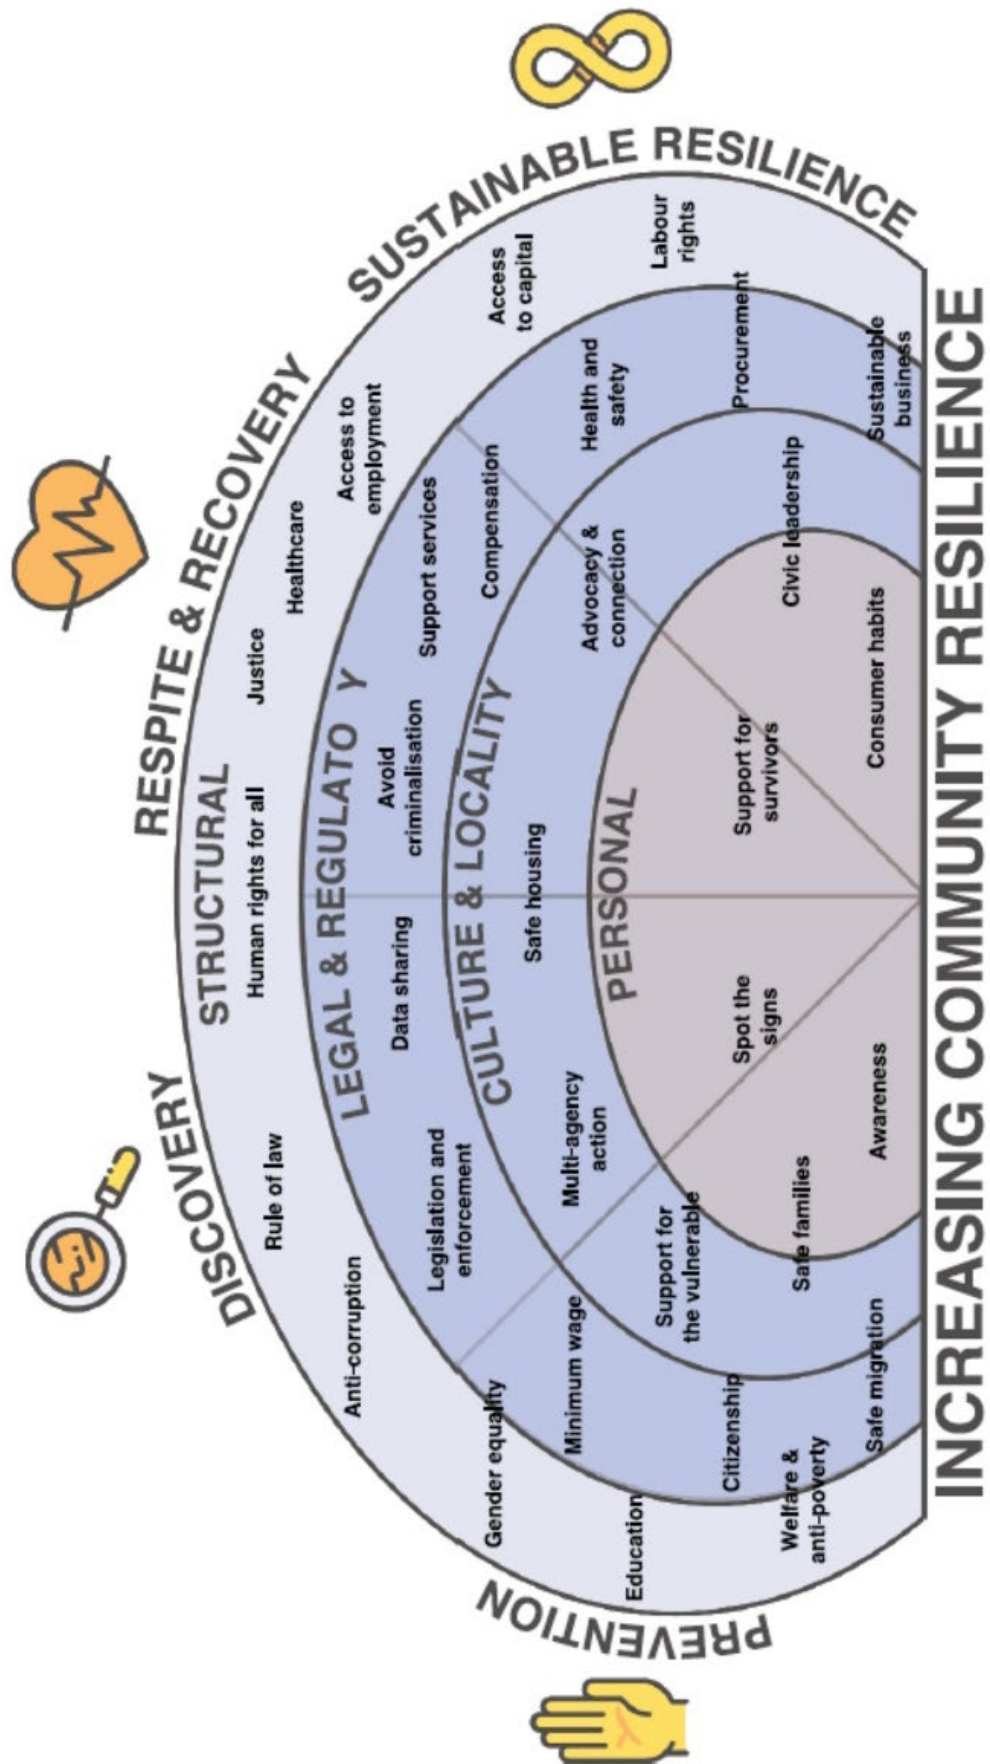 DISCOVERY
RESPITE & RECOVERY
PREVENTION
SUSTAINABLE RESILIENCE
STRUCTURAL
Human rights for all
Rule of law
Justice
Anti-corruption
Healthcare
Gender equality
Access to
employment
Education
Access
to capital
Welfare &
anti-poverty
Labour
rights
LEGAL & REGULATO Y
Data sharing
Avoid
criminalisation
Legislation and
enforcement
Support services
Minimum wage
Compensation
Citizenship
Health and
safety
Safe migration
Procurement
Sustainable
business
CULTURE & LOCALITY
Safe housing
Multi-agency
action
Advocacy &
connection
Support for
the vulnerable
Safe families
Civic leadership
PERSONAL
Spot the
signs
Support for
survivors
Awareness
Consumer habits
INCREASING COMMUNITY RESILIENCE